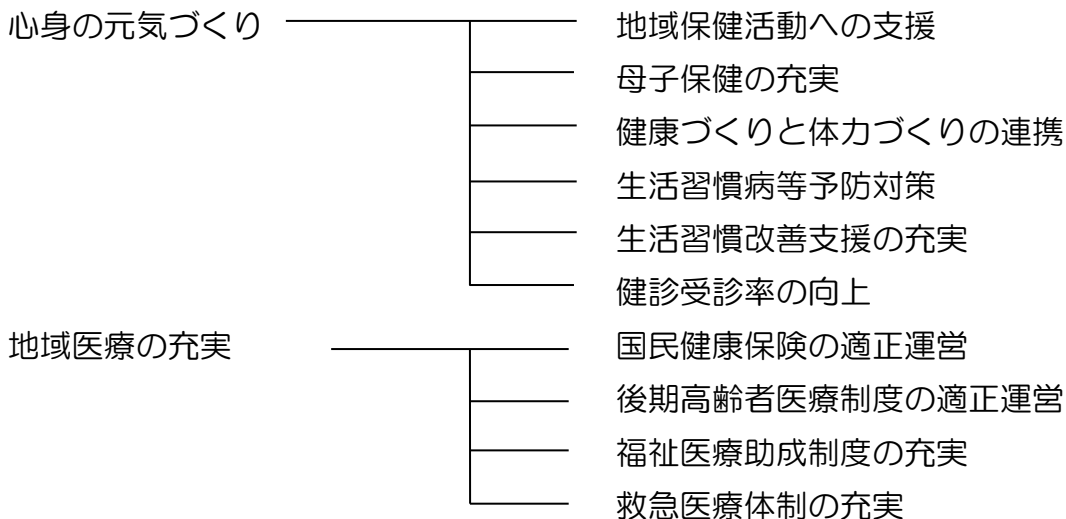 心身の元気づくり 地域保健活動への支援
母子保健の充実
健康づくりと体力づくりの連携
生活習慣病等予防対策
生活習慣改善支援の充実
健診受診率の向上
地域医療の充実 国民健康保険の適正運営
後期高齢者医療制度の適正運営
福祉医療助成制度の充実
救急医療体制の充実